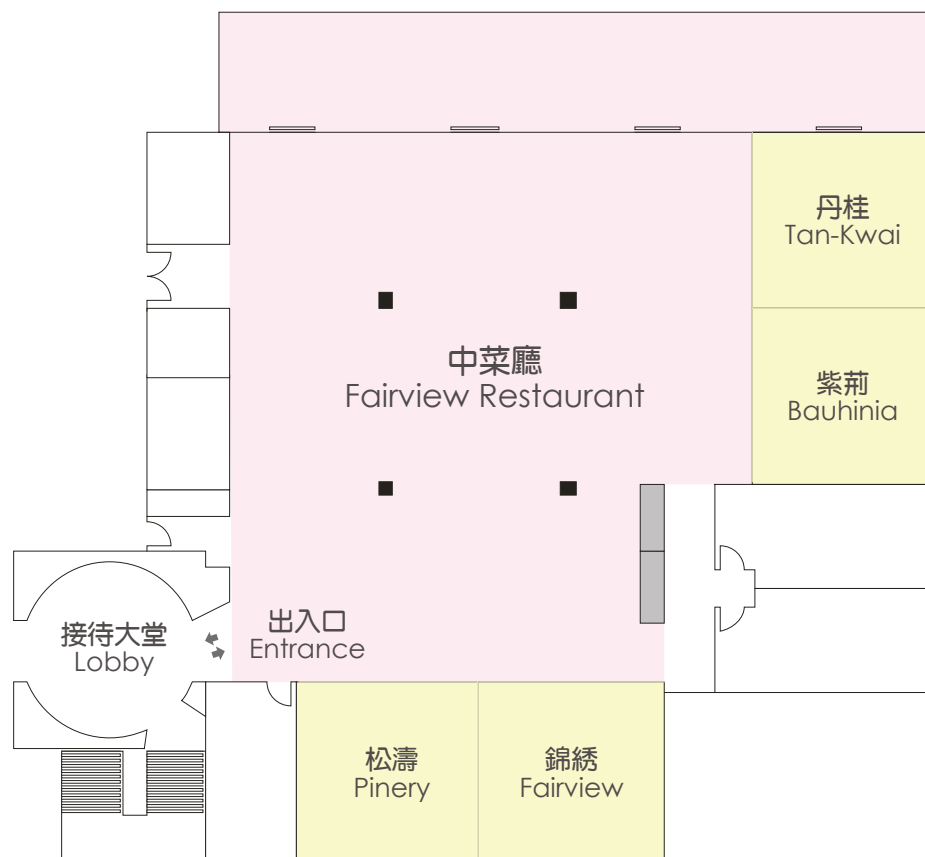 丹桂
Tan-Kwai
中菜廳
Fairview Restaurant
紫荊
Bauhinia
接待大堂
Lobby
出入口
Entrance
松濤
Pinery
錦綉
Fairview